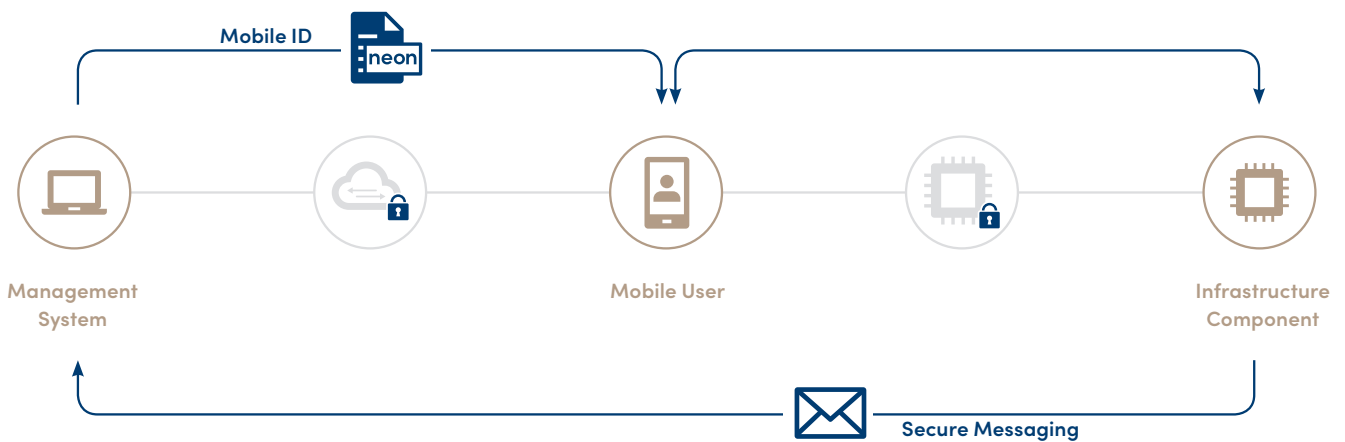 Mobile ID
neon
Management
System
Mobile User
Infrastructure
Component
Secure Messaging